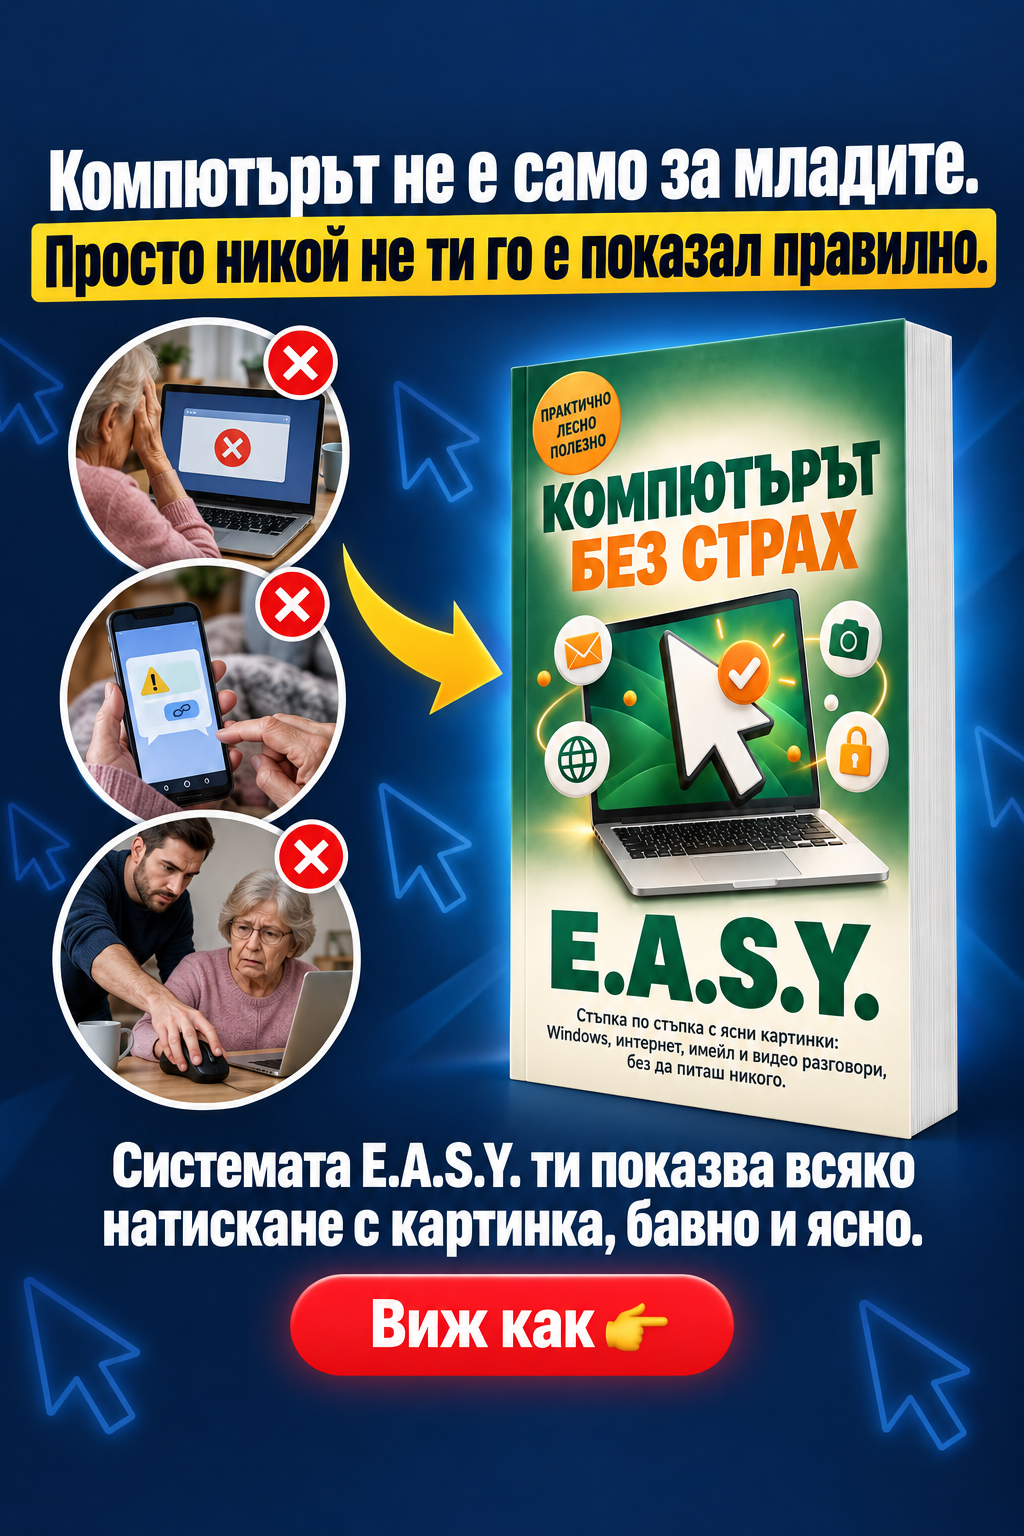 Компютърът не е само за младите.
Просто никой не ти го е показал правилно.
ПРАКТИЧНО
ЛЕСНО
ПОЛЕЗНО
КОМПЮТЪРЪТ
БЕЗ СТРАХ
E.A.S.Y.
Стъпка по стъпка с ясни картинки:
Windows, интернет, имейл и видео разговори,
без да питаш никого.
Системата E.A.S.Y. ти показва всяко
натискане с картинка, бавно и ясно.
Виж как 👉